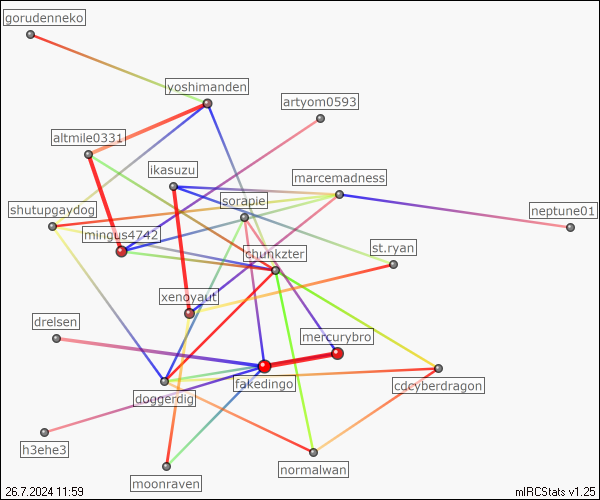 gorudenneko
yoshimanden
artyom0593
altmile0331
ikasuzu
marcemadness
sorapie
shutupgaydog
neptune01
mingus4742
st.ryan
chunkzter
xenoyaut
drelsen
mercurybro
fakedingo
cdcyberdragon
doggerdig
h3ehe3
normalwan
moonraven
26.7.2024 11:59
mIRCStats v1.25